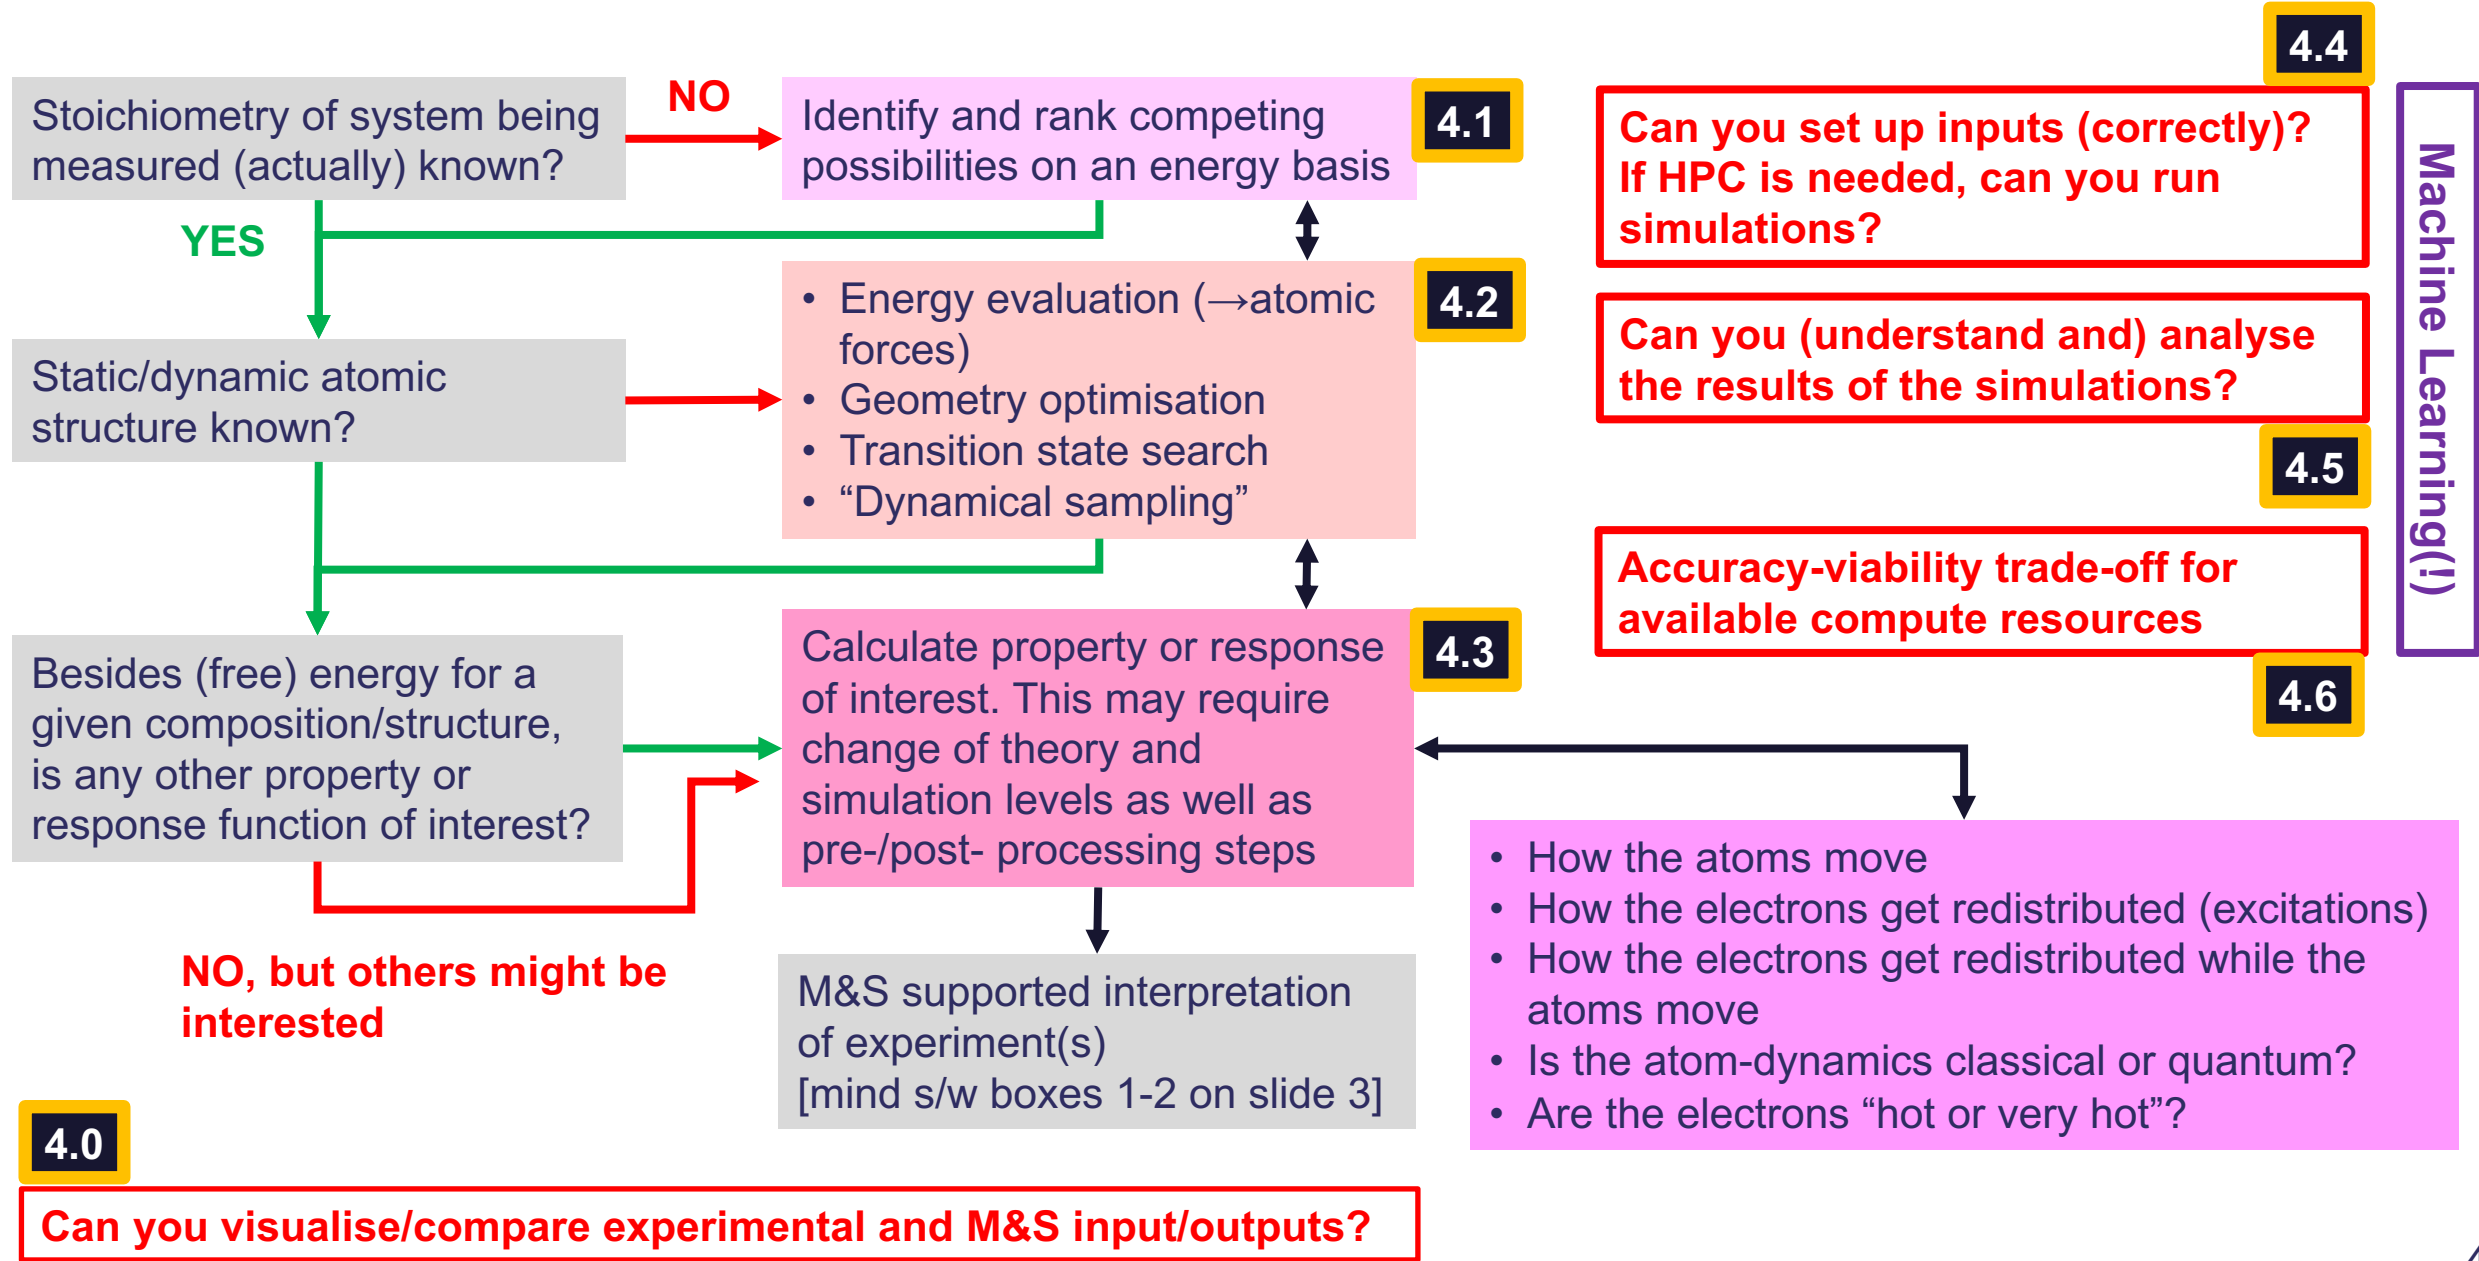 Stoichiometry of system being
measured (actually) known?
NO
Identify and rank competing
possibilities on an energy basis
4.1
YES
Static/dynamic atomic
structure known?
• Energy evaluation (→atomic
forces)
• Geometry optimisation
• Transition state search
• “Dynamical sampling”
4.2
Besides (free) energy for a
given composition/structure,
is any other property or
response function of interest?
NO, but others might be
interested
Calculate property or response
of interest. This may require
change of theory and
simulation levels as well as
pre-/post- processing steps
4.3
M&S supported interpretation
of experiment(s)
[mind s/w boxes 1-2 on slide 3]
4.0
Can you visualise/compare experimental and M&S input/outputs?
4.4
Can you set up inputs (correctly)?
If HPC is needed, can you run
simulations?
Can you (understand and) analyse
the results of the simulations?
4.5
Accuracy-viability trade-off for
available compute resources
4.6
Machine Learning(!)
• How the atoms move
• How the electrons get redistributed (excitations)
• How the electrons get redistributed while the
atoms move
• Is the atom-dynamics classical or quantum?
• Are the electrons “hot or very hot”?